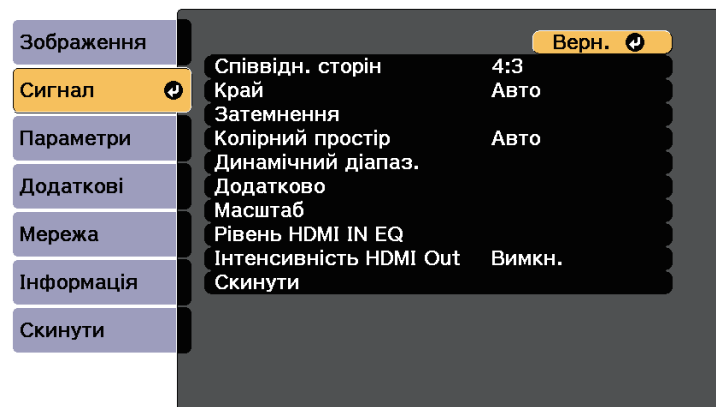 Зображення
Сигнал
Параметри
Додаткові
Мережа
Інформація
Скинути
Верн.
Співвідн. сторін 4:3
Край Авто
Затемнення
Колірний простір Авто
Динамічний діапаз.
Додатково
Масштаб
Рівень HDMI IN EQ
Інтенсивність HDMI Out Вимкн.
Скинути